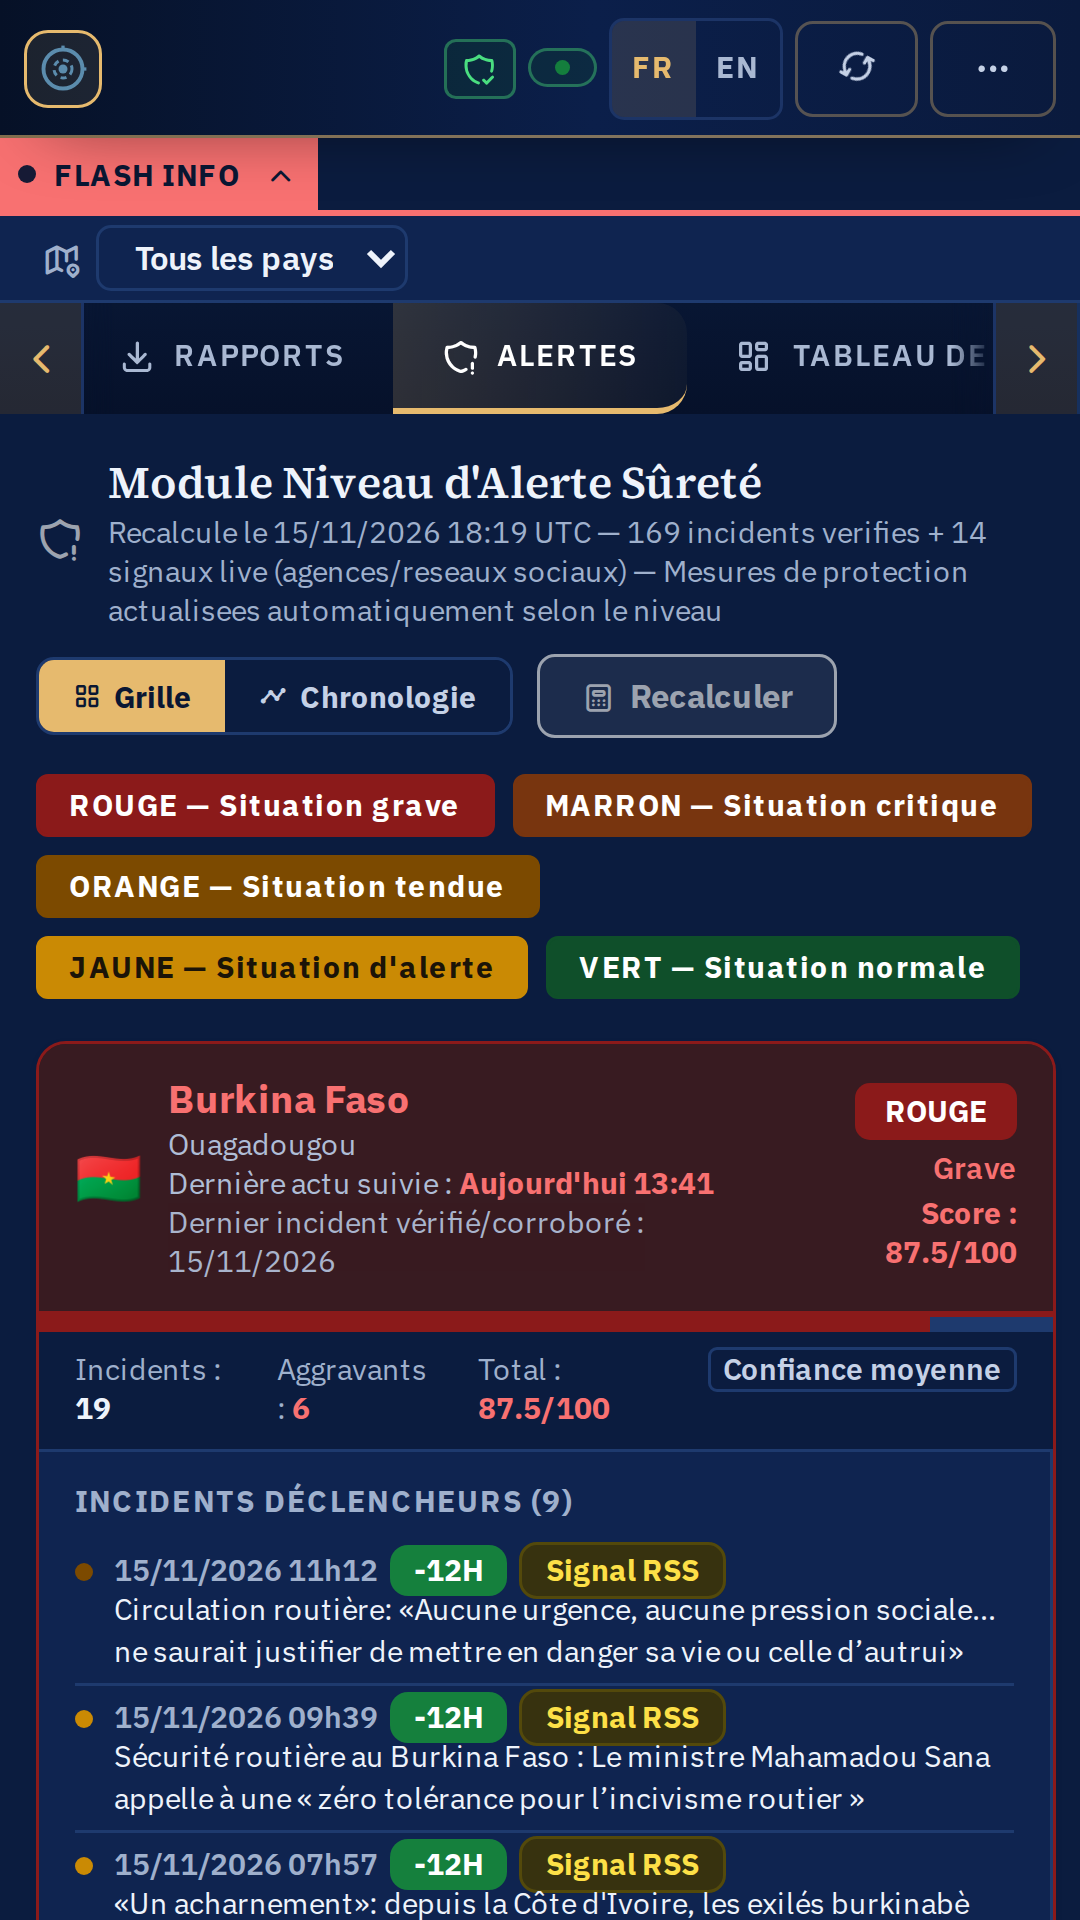 FR EN
FLASH INFO
Tous les pays
RAPPORTS ALERTES TABLEAU DE
Module Niveau d'Alerte Sûreté
Recalcule le 15/11/2026 18:19 UTC — 169 incidents verifies + 14
signaux live (agences/reseaux sociaux) — Mesures de protection
actualisees automatiquement selon le niveau
Grille Chronologie Recalculer
ROUGE — Situation grave MARRON — Situation critique
ORANGE — Situation tendue
JAUNE — Situation d'alerte VERT — Situation normale
Burkina Faso
Ouagadougou
Dernière actu suivie : Aujourd'hui 13:41
Dernier incident vérifié/corroboré :
15/11/2026
ROUGE
Grave
Score :
87.5/100
Incidents : Aggravants Total : Confiance moyenne
19 : 6 87.5/100
INCIDENTS DÉCLENCHEURS (9)
15/11/2026 11h12 -12H Signal RSS
Circulation routière: «Aucune urgence, aucune pression sociale...
ne saurait justifier de mettre en danger sa vie ou celle d’autrui»
15/11/2026 09h39 -12H Signal RSS
Sécurité routière au Burkina Faso : Le ministre Mahamadou Sana
appelle à une « zéro tolérance pour l’incivisme routier »
15/11/2026 07h57 -12H Signal RSS
«Un acharnement»: depuis la Côte d'Ivoire, les exilés burkinabè